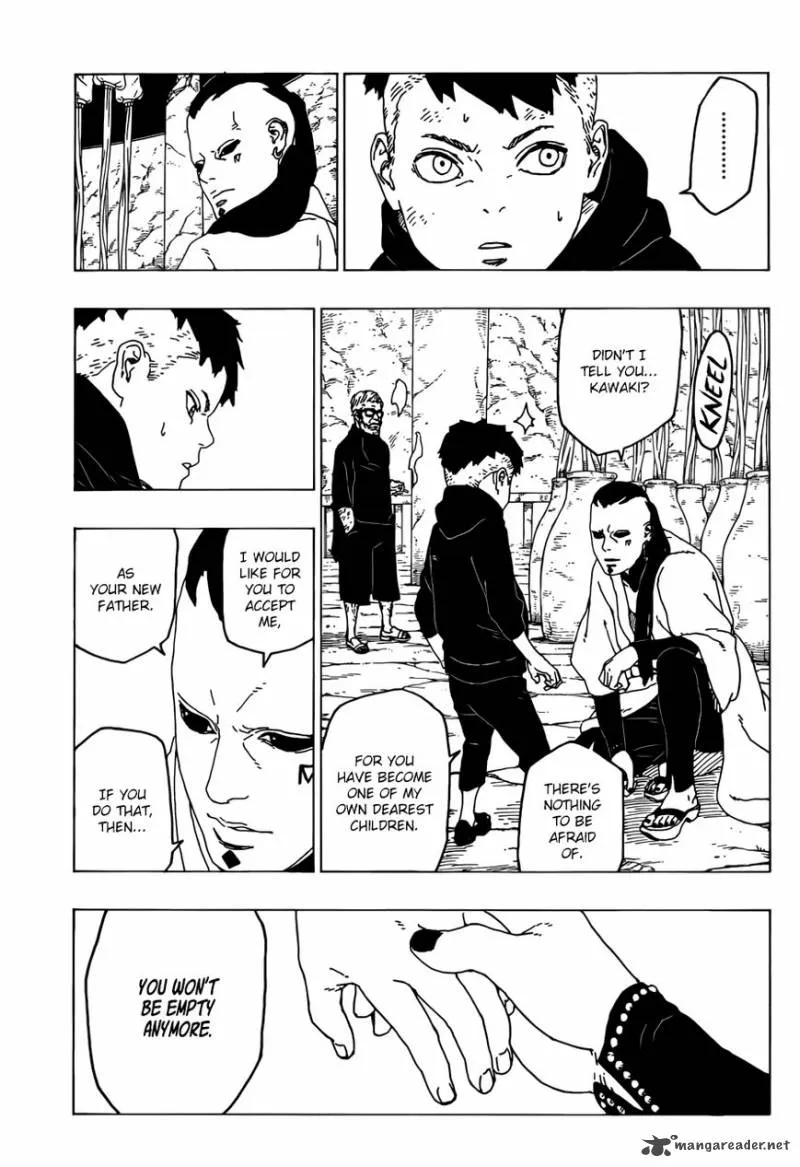 .........
KNEEL
DIDN'T I
TELL YOU...
KAWAKI?
THERE'S
NOTHING
TO BE
AFRAID
OF.
FOR YOU
HAVE BECOME
ONE OF MY
OWN DEAREST
CHILDREN.
I WOULD
LIKE FOR
YOU TO
ACCEPT
ME,
AS
YOUR NEW
FATHER.
IF YOU
DO THAT,
THEN...
YOU WON'T
BE EMPTY
ANYMORE.
mangareader.net